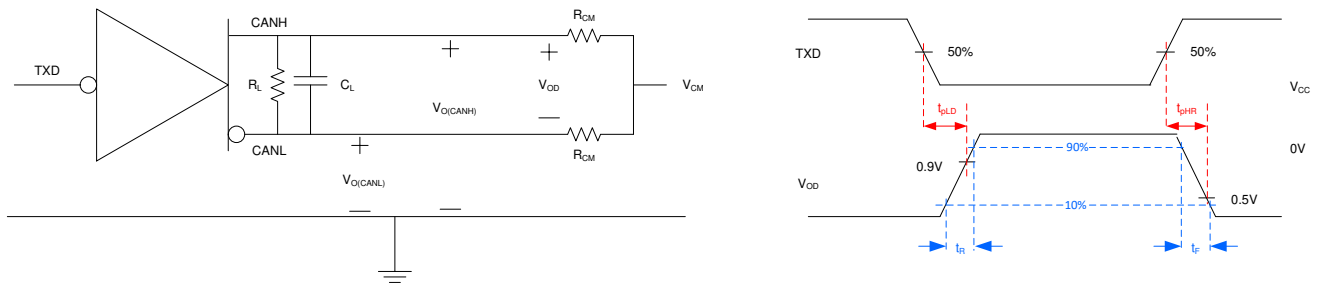 CANH
R_CM
TXD
R_L
C_L
V_OD
V_CM
V_O(CANH)
CANL
R_CM
V_O(CANL)
TXD
50%
50%
V_CC
t_pLD
t_pHR
90%
0V
0.9V
V_OD
10%
0.5V
t_R
t_F